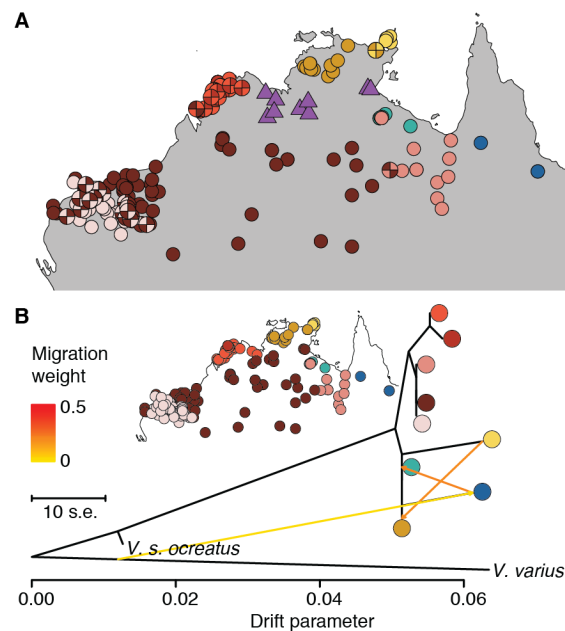 A
B
Migration
weight
0.5
0
10 s.e.
V. s. ocreatus
V. varius
0.00 0.02 0.04 0.06
Drift parameter